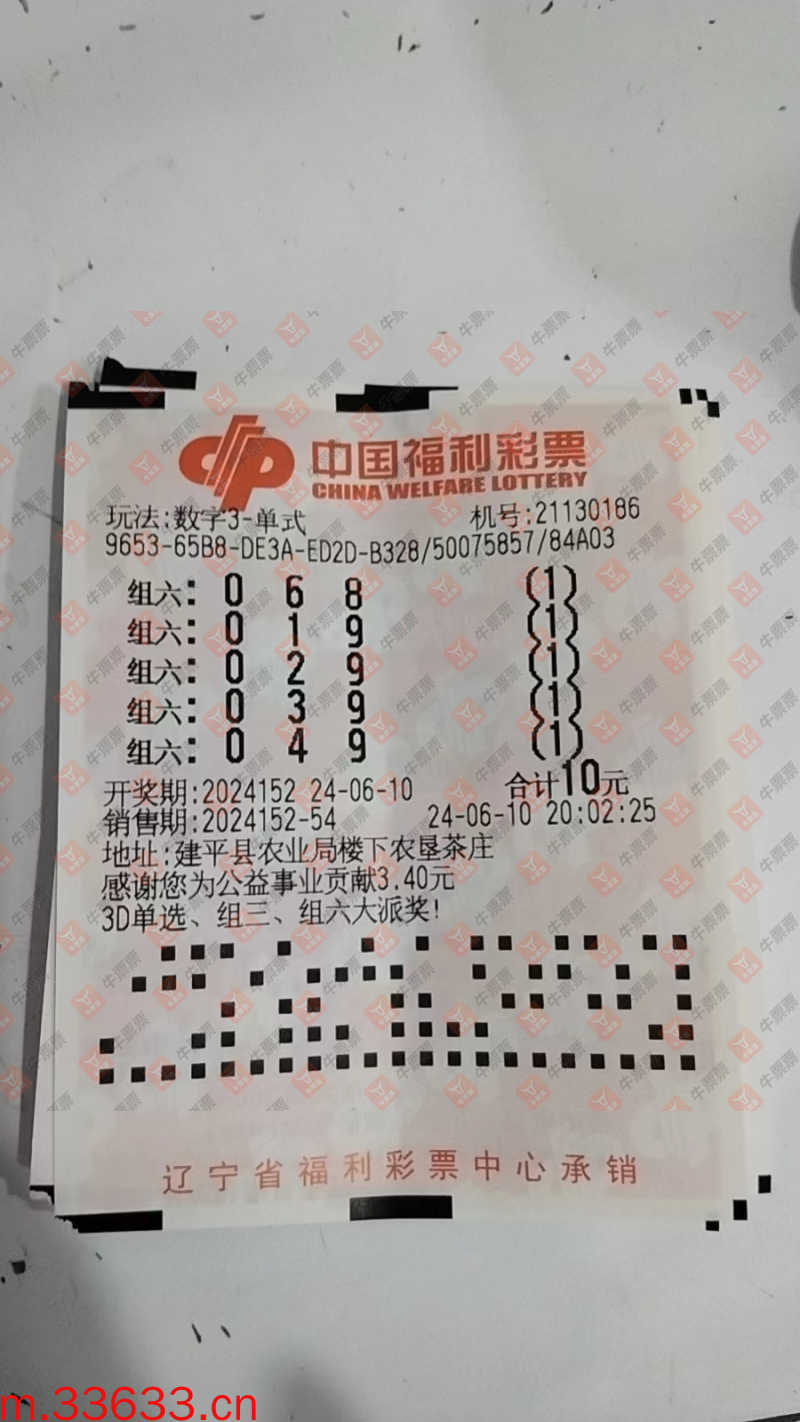 中国福利彩票
CHINA WELFARE LOTTERY
玩法:数字3-单式 机号:21130186
9653-65B8-DE3A-ED2D-B328/50075857/84A03
组六: 0 6 8 (1)
组六: 0 1 9 (1)
组六: 0 2 9 (1)
组六: 0 3 9 (1)
组六: 0 4 9 (1)
开奖期:2024152 24-06-10 合计10元
销售期:2024152-54 24-06-10 20:02:25
地址:建平县农业局楼下农垦茶庄
感谢您为公益事业贡献3.40元
3D单选、组三、组六大派奖!
辽宁省福利彩票中心承销
牛票票
m.33633.cn